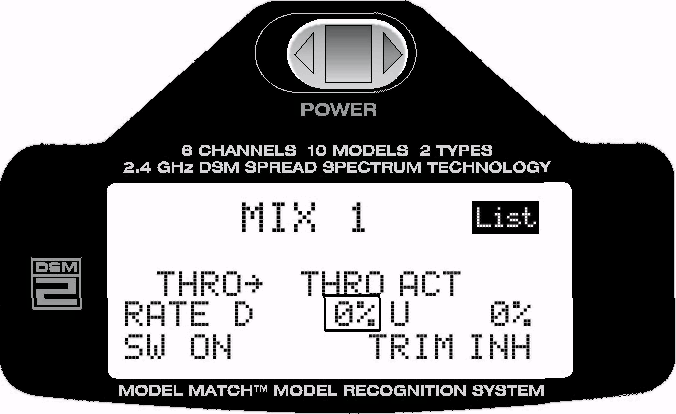 POWER
6 CHANNELS 10 MODELS 2 TYPES
2.4 GHz DSM SPREAD SPECTRUM TECHNOLOGY
MIX 1 List
THRO→ THRO ACT
RATE D 0% U 0%
SW ON TRIM INH
DSM
2
MODEL MATCH™ MODEL RECOGNITION SYSTEM